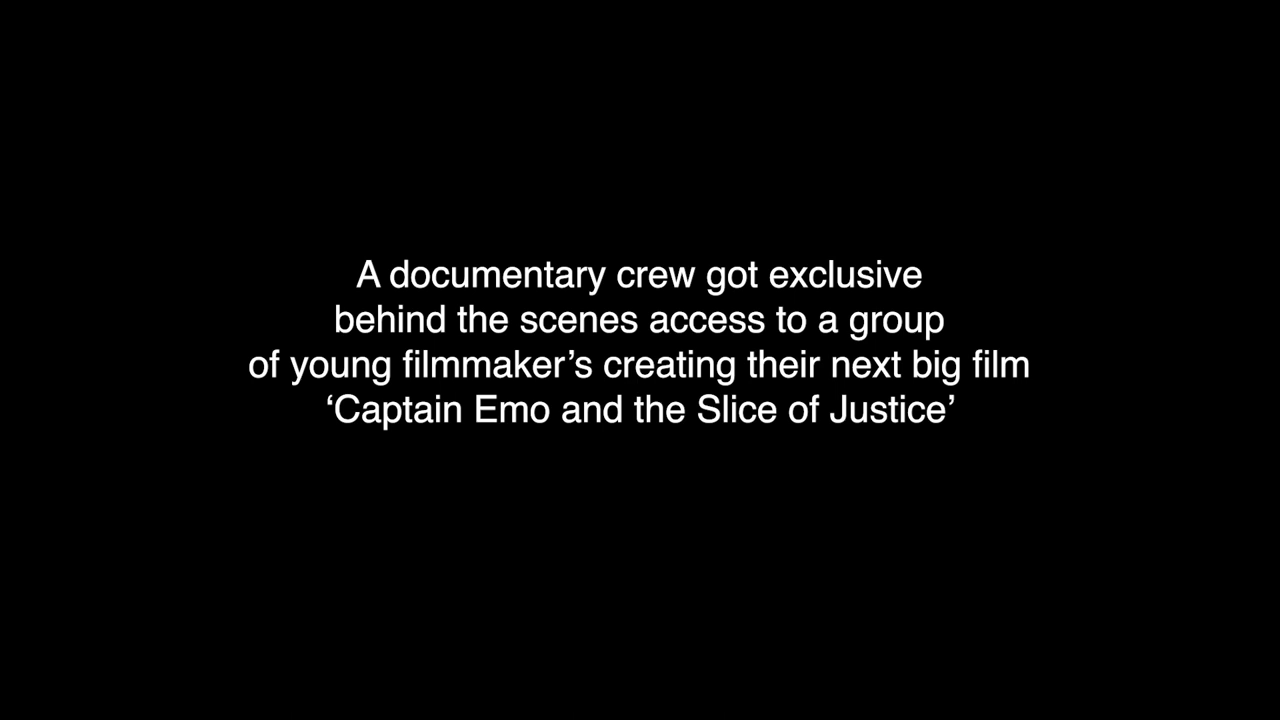 A documentary crew got exclusive
behind the scenes access to a group
of young filmmaker’s creating their next big film
‘Captain Emo and the Slice of Justice’